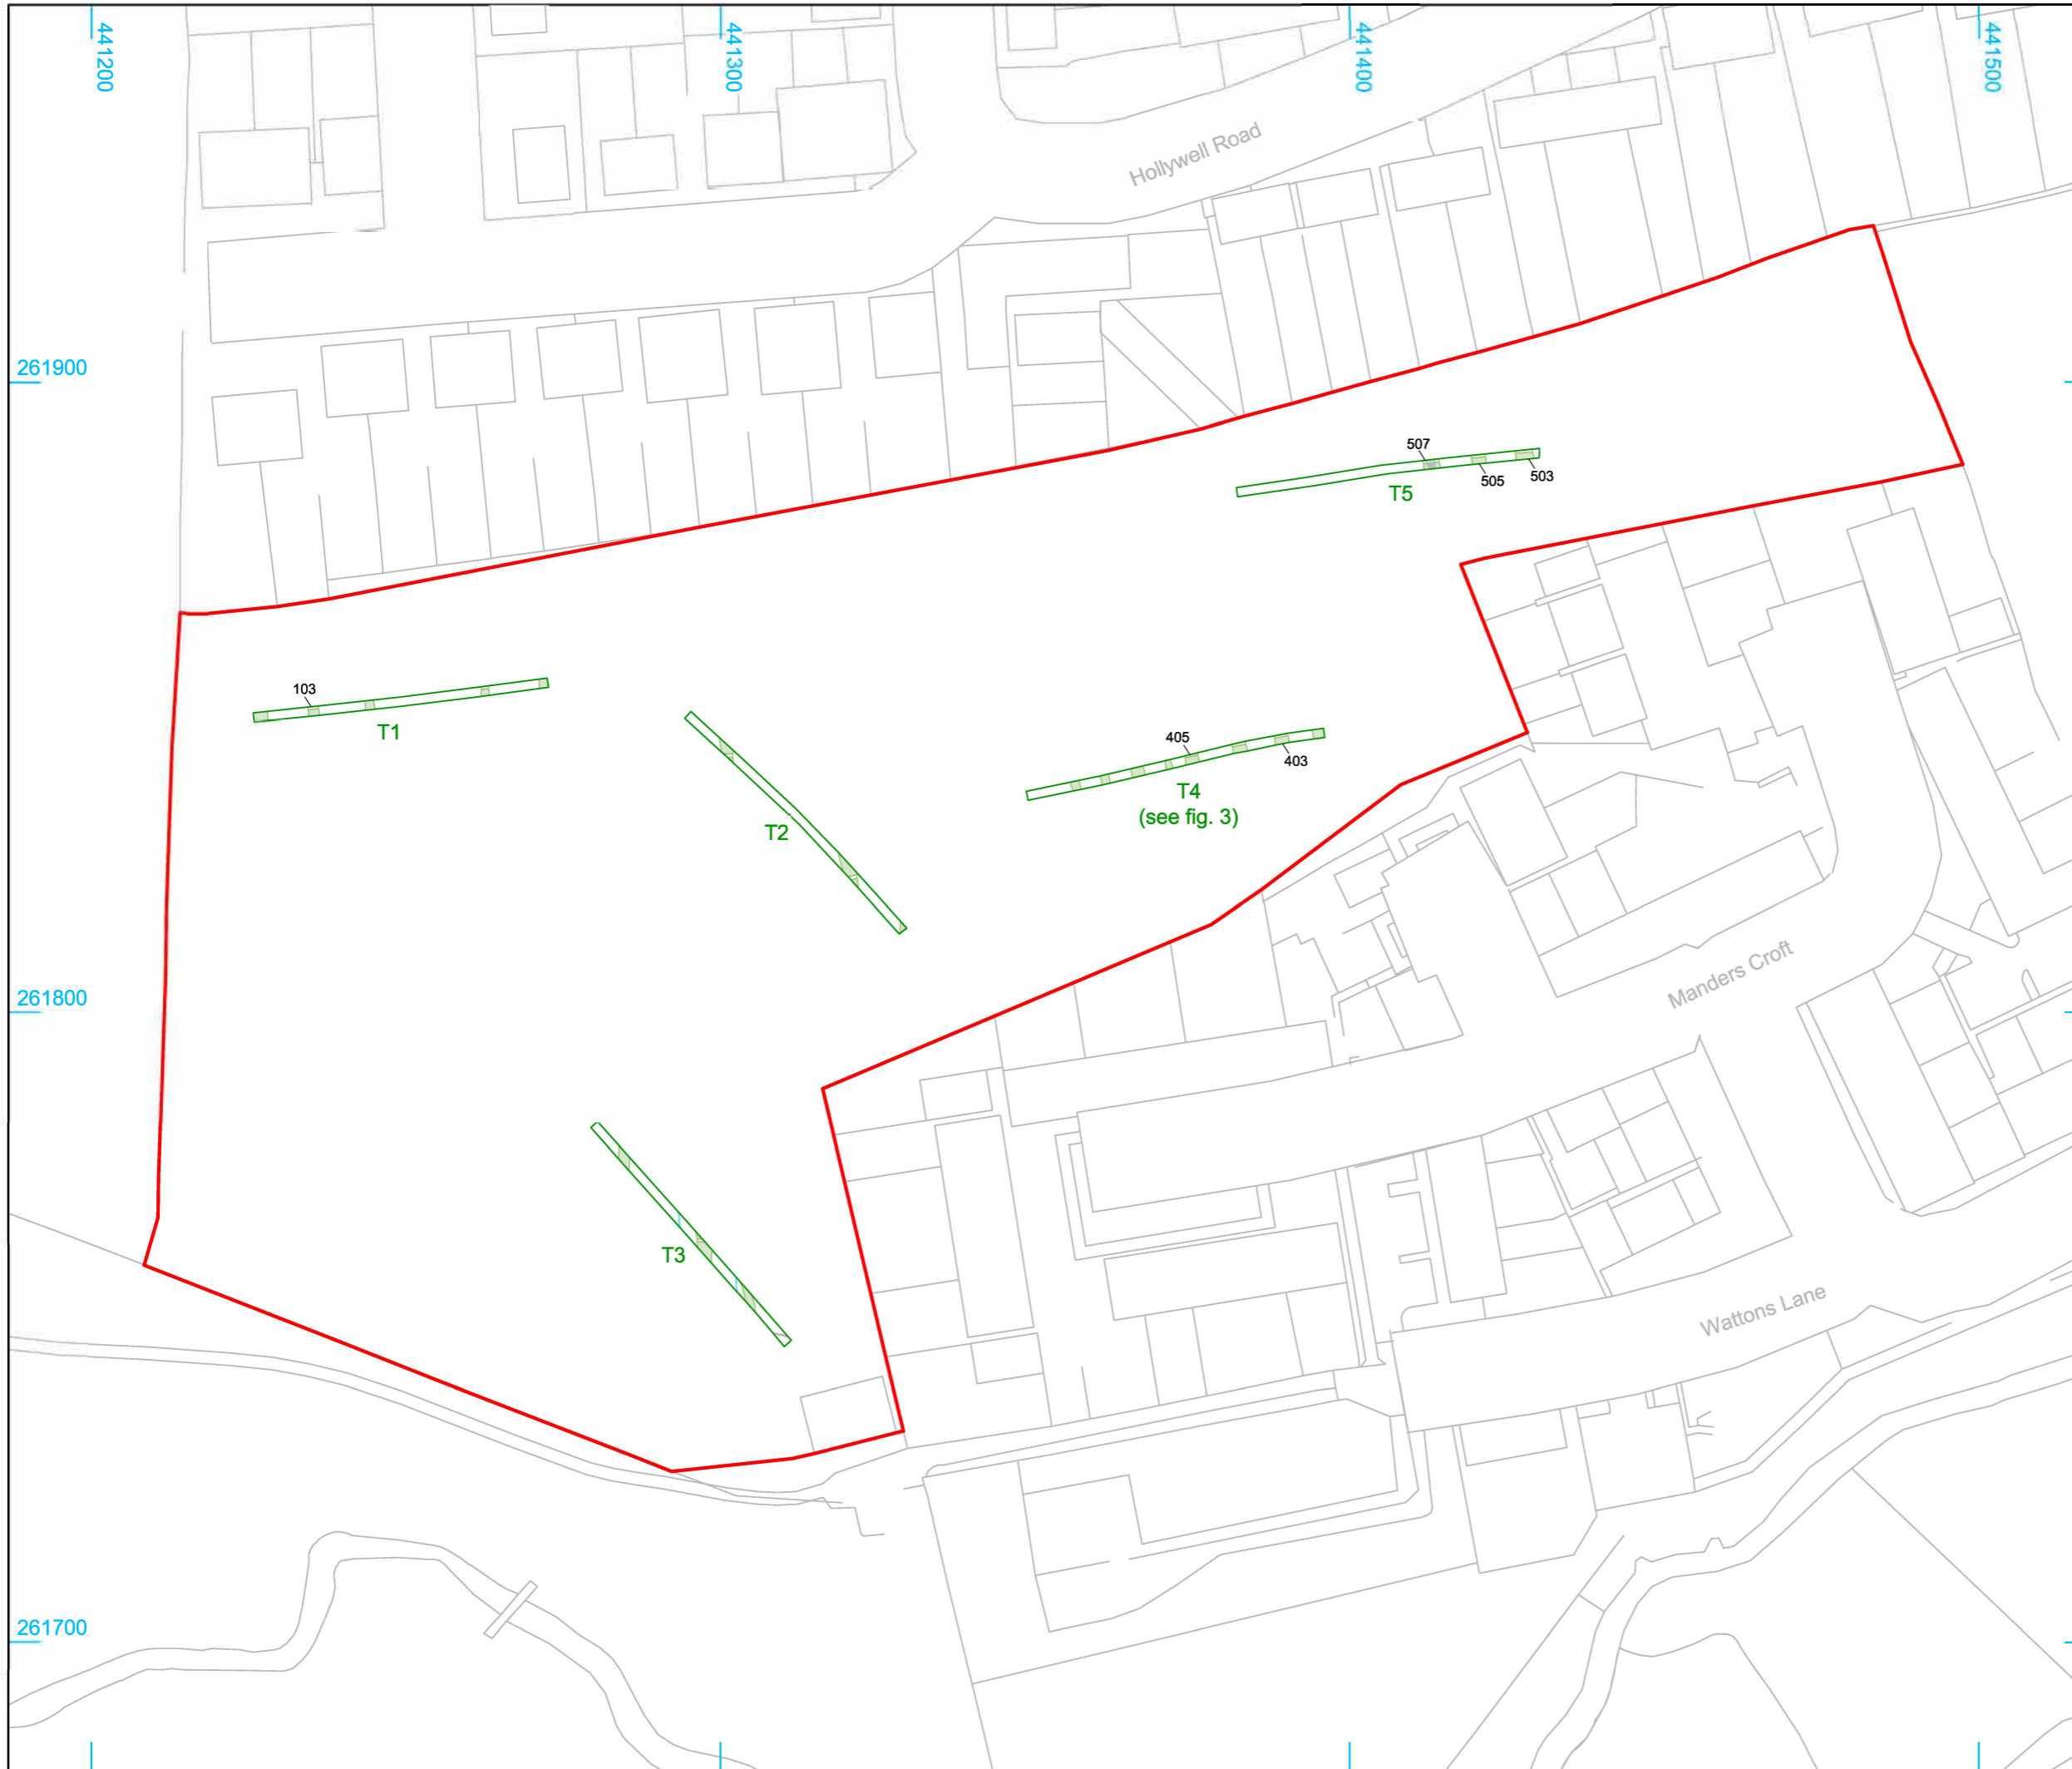 441200
441300
441400
441500
Hollywell Road
261900
507
505
503
T5
103
T1
405
403
T2
T4
(see fig. 3)
Manders Croft
261800
T3
Wattons Lane
261700